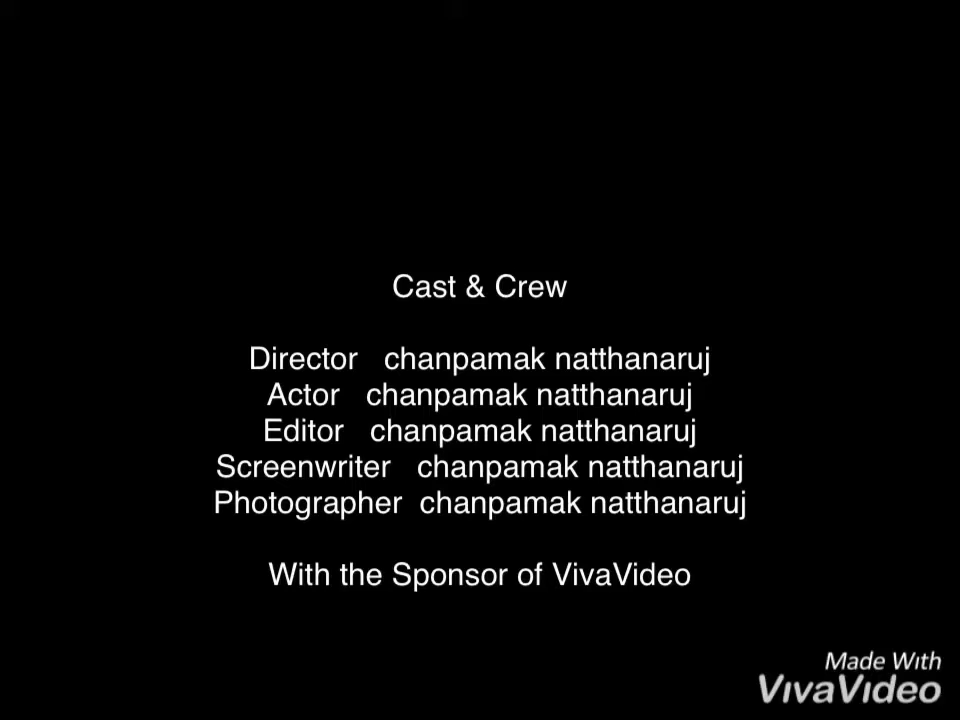 Cast & Crew
Director chanpamak natthanaruj
Actor chanpamak natthanaruj
Editor chanpamak natthanaruj
Screenwriter chanpamak natthanaruj
Photographer chanpamak natthanaruj
With the Sponsor of VivaVideo
Made With
VivaVideo